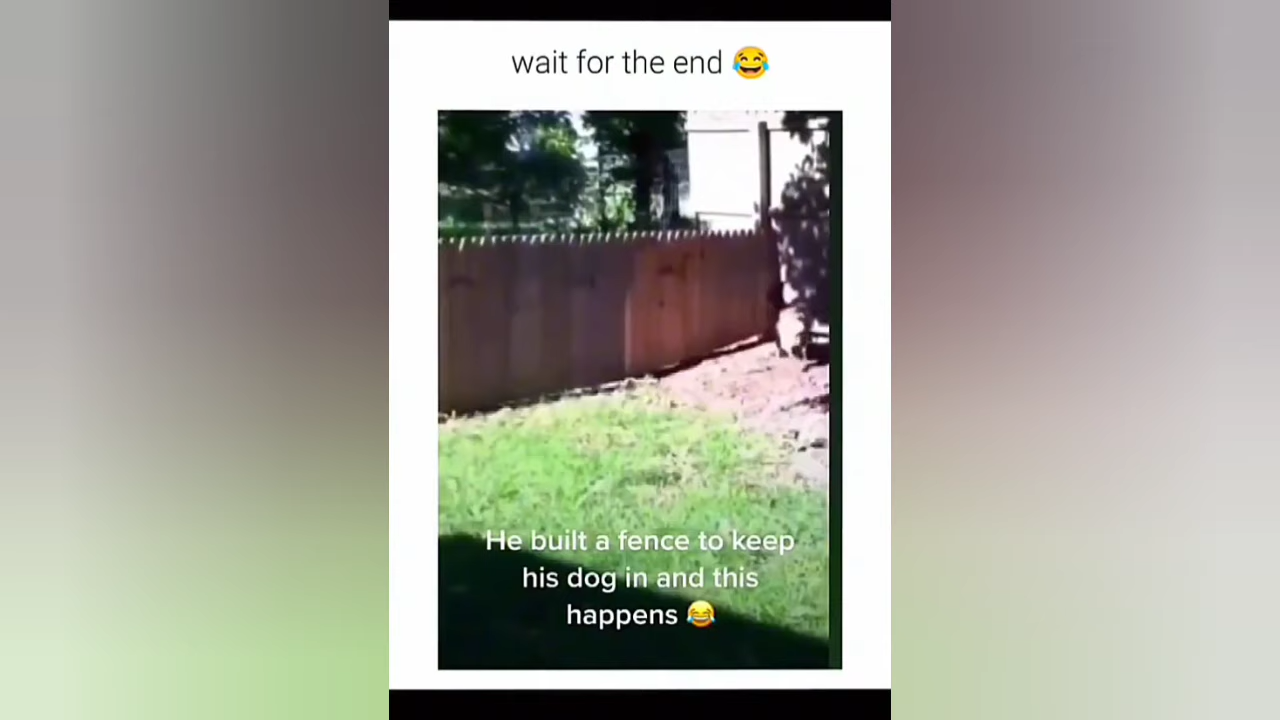 wait for the end 😂
He built a fence to keep
his dog in and this
happens 😂